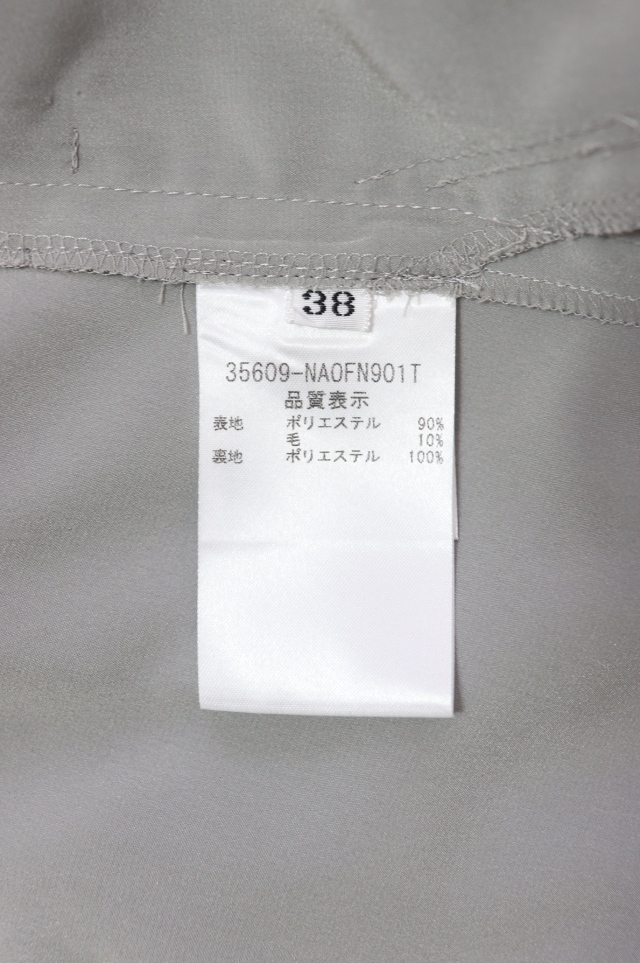 38
35609-NAOFN901T
品質表示
表地 ポリエステル 90%
毛 10%
裏地 ポリエステル 100%